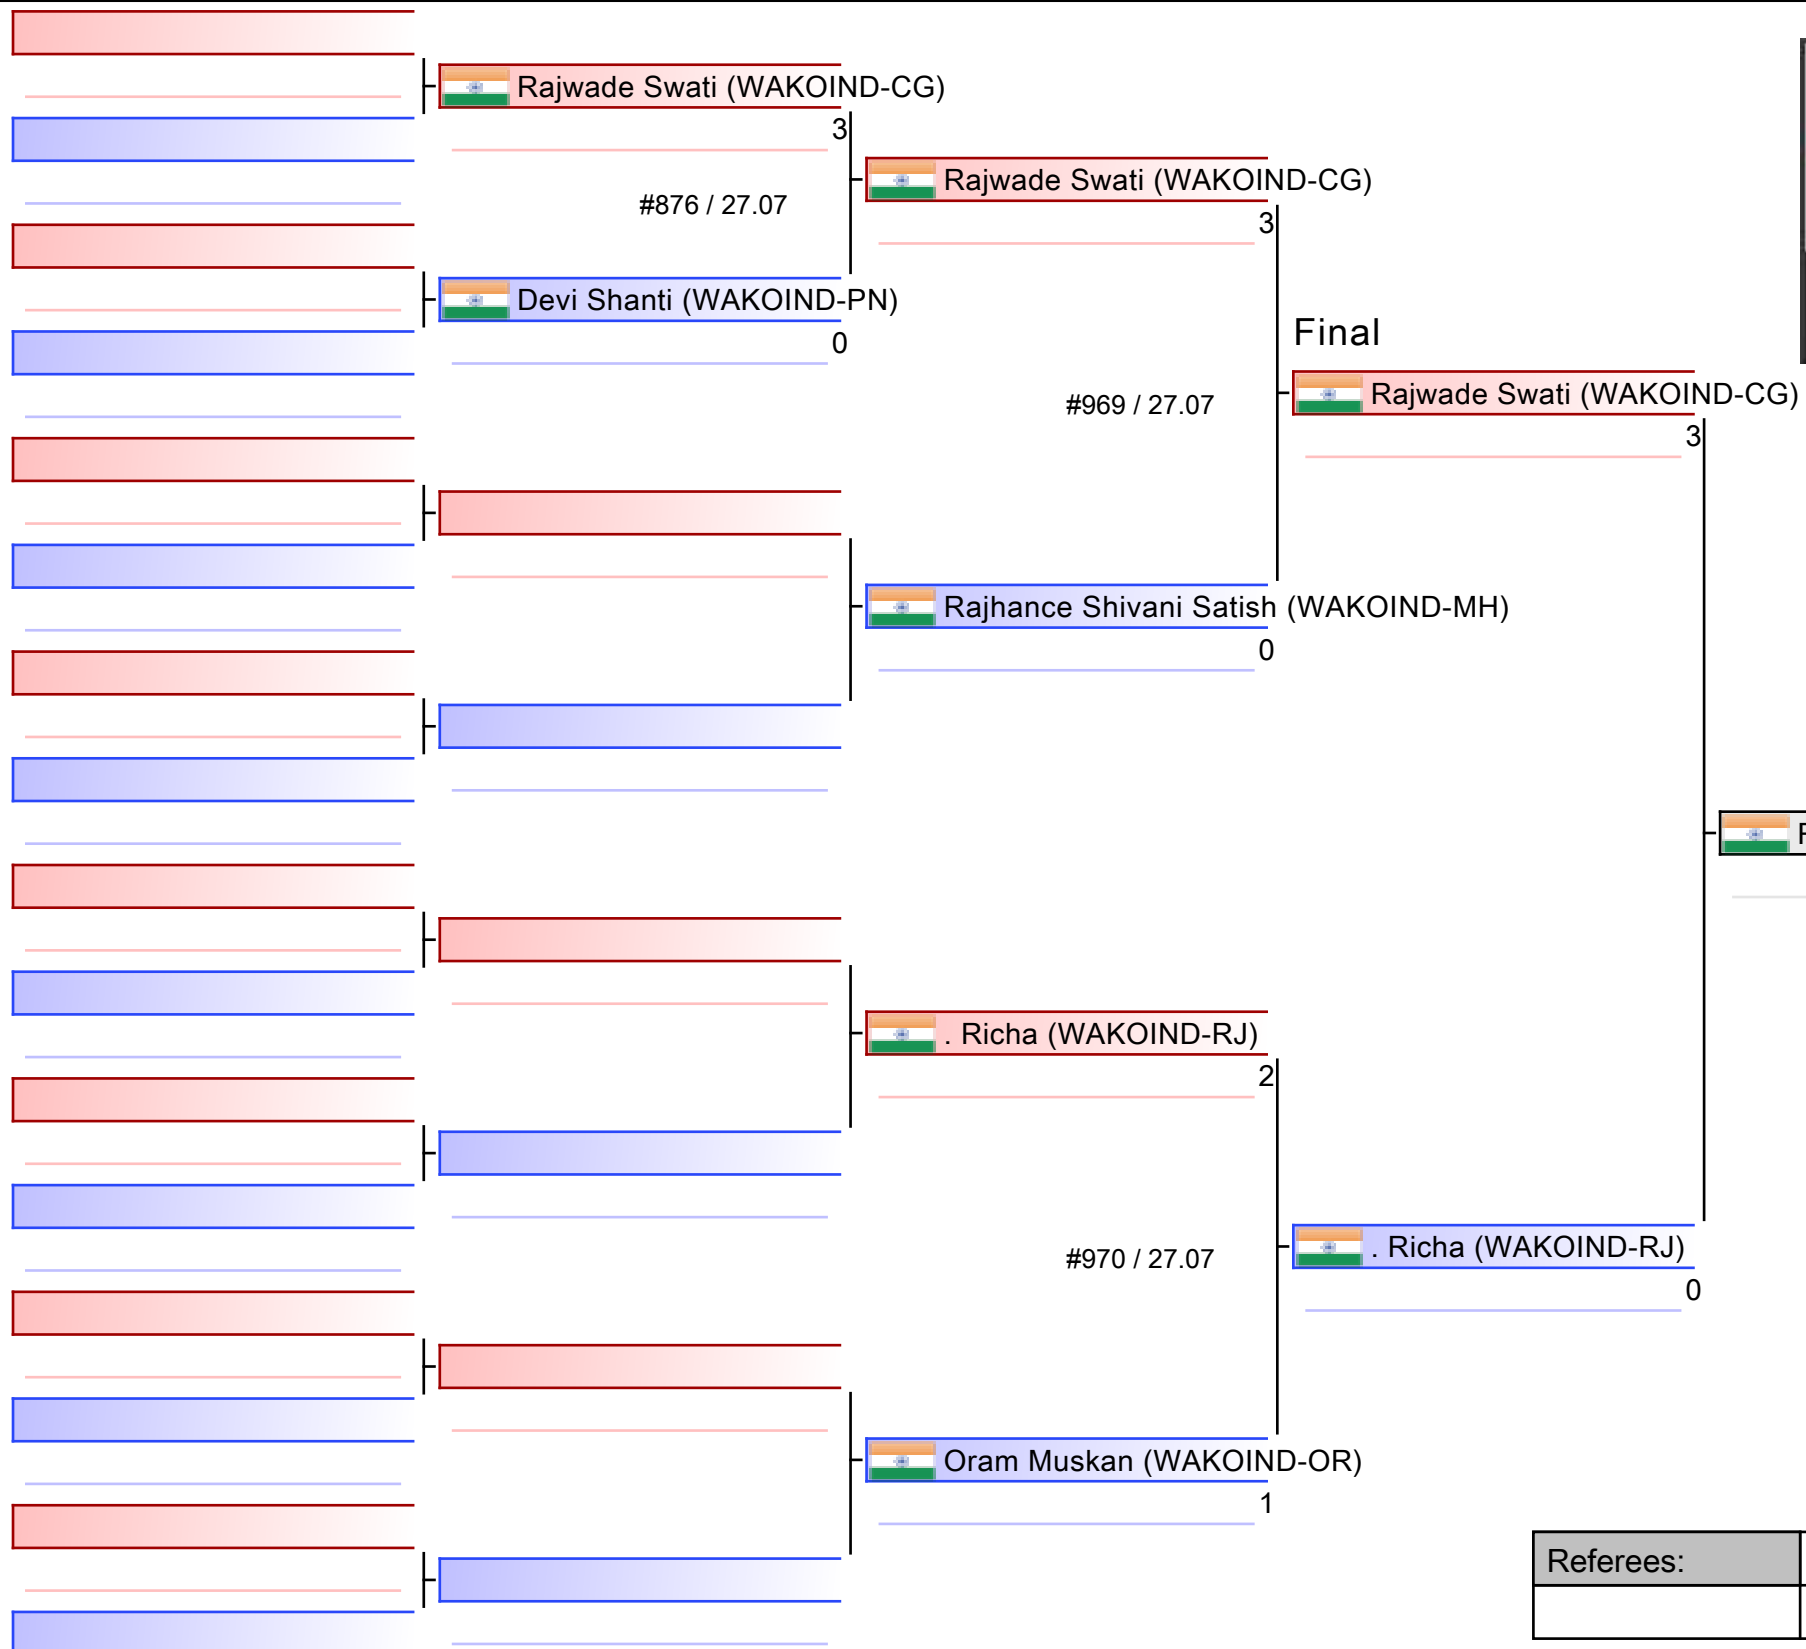 Rajwade Swati (WAKOIND-CG)
3
Rajwade Swati (WAKOIND-CG)
#876 / 27.07
3
Devi Shanti (WAKOIND-PN)
0
Final
Rajwade Swati (WAKOIND-CG)
#969 / 27.07
3
Rajhance Shivani Satish (WAKOIND-MH)
0
. Richa (WAKOIND-RJ)
2
. Richa (WAKOIND-RJ)
#970 / 27.07
0
Oram Muskan (WAKOIND-OR)
1
Referees: